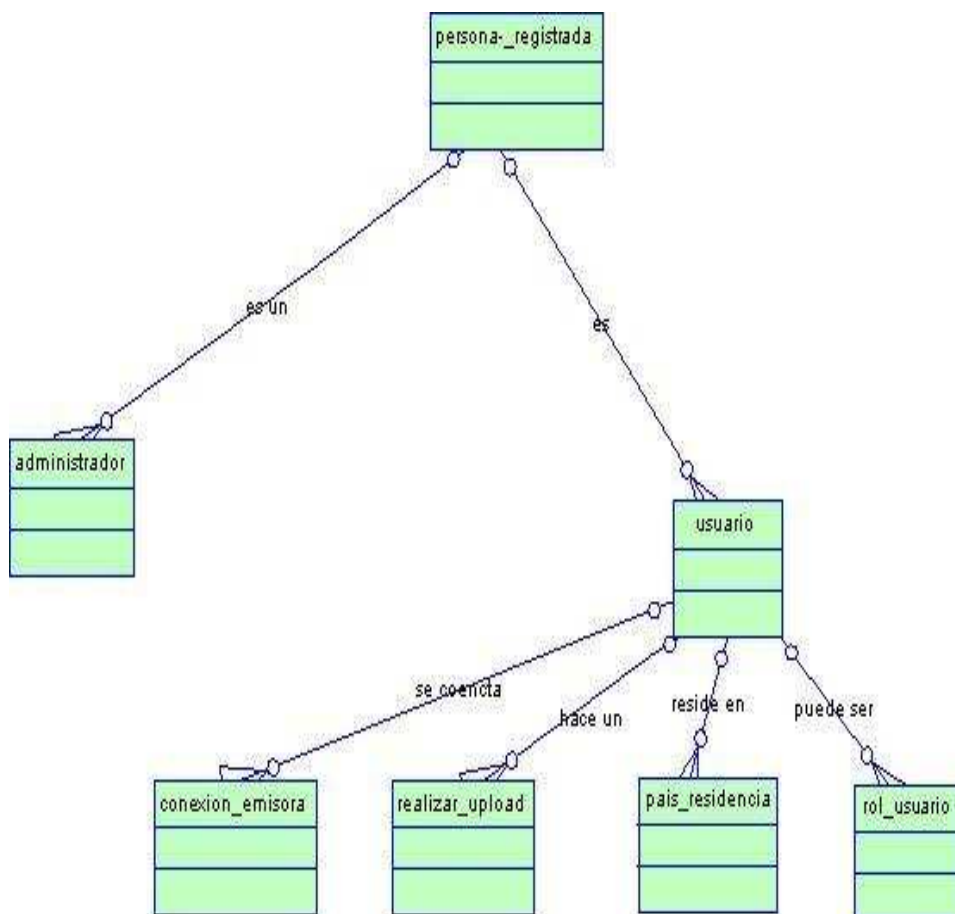 persona-_registrada
es un
es
administrador
usuario
se coencta
hace un
reside en
puede ser
conexion_emisora
realizar_upload
pais_residencia
rol_usuario